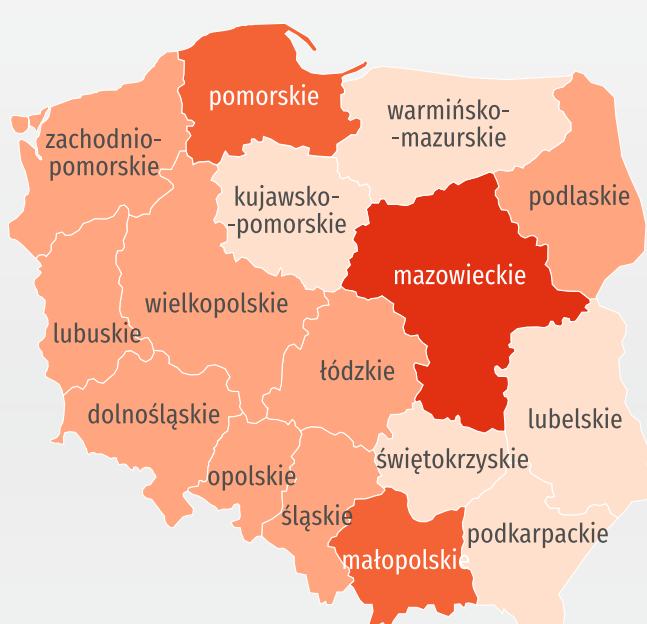 pomorskie
warmińsko-
-mazurskie
zachodnio-
pomorskie
podlaskie
kujawsko-
-pomorskie
mazowieckie
wielkopolskie
lubuskie
łódzkie
dolnośląskie
lubelskie
świętokrzyskie
opolskie
śląskie
podkarpackie
małopolskie